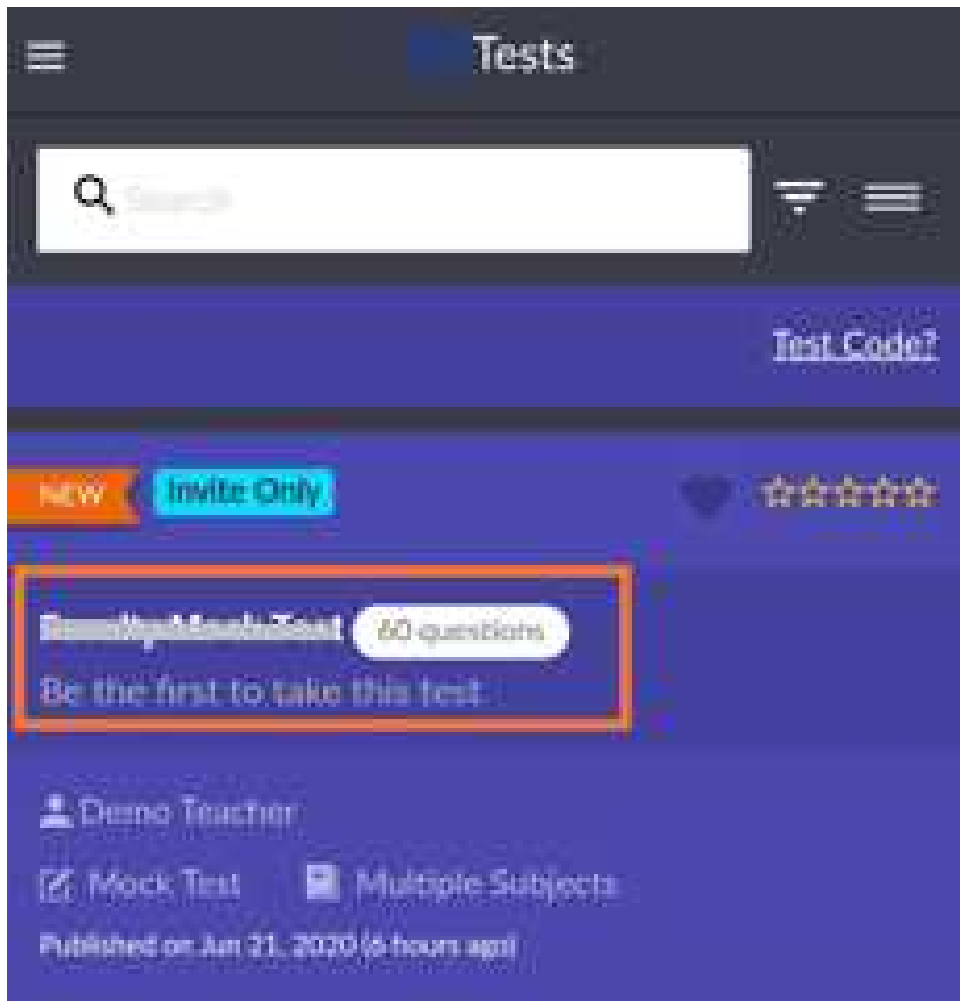 Tests
Search
Test Code?
NEW Invite Only
60 questions
Be the first to take this test
Demo Teacher
Mock Test Multiple Subjects
Published on Jun 21, 2020 (6 hours ago)